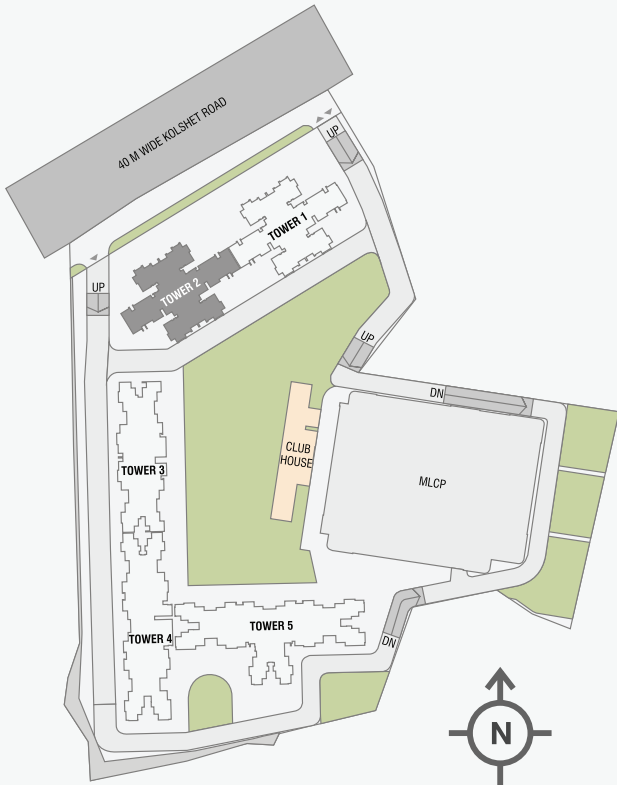 40 M WIDE KOLSHET ROAD
UP
TOWER 1
TOWER 2
UP
UP
DN
CLUB
HOUSE
TOWER 3
MLCP
TOWER 5
TOWER 4
DN
N